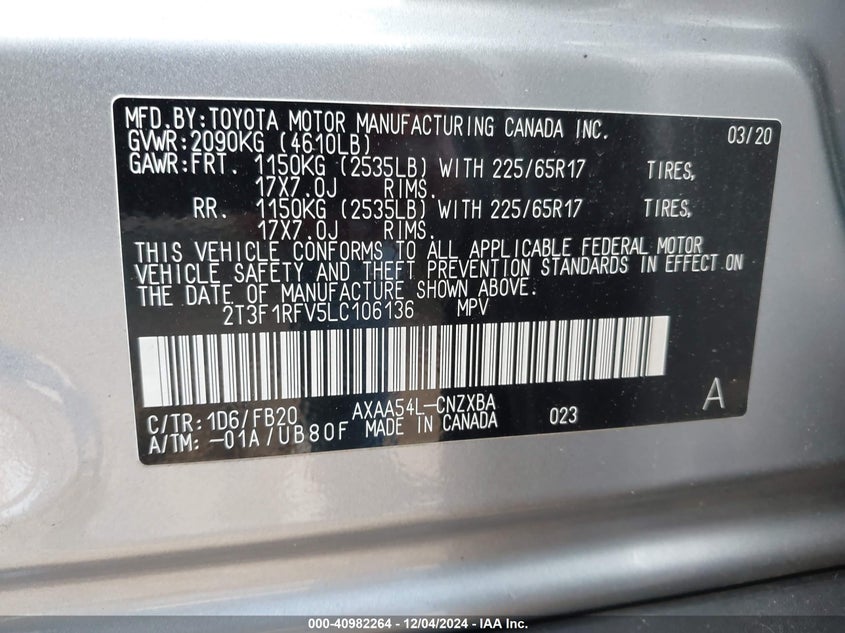 MFD.BY:TOYOTA MOTOR MANUFACTURING CANADA INC. 03/20
GVWR:2090KG (4610LB)
GAWR:FRT. 1150KG (2535LB) WITH 225/65R17 TIRES,
17X7.0J RIMS.
RR. 1150KG (2535LB) WITH 225/65R17 TIRES,
17X7.0J RIMS.
THIS VEHICLE CONFORMS TO ALL APPLICABLE FEDERAL MOTOR
VEHICLE SAFETY AND THEFT PREVENTION STANDARDS IN EFFECT ON
THE DATE OF MANUFACTURE SHOWN ABOVE.
2T3F1RFV5LC106136 MPV
C/TR:1D6/FB20 AXAA54L-CNZXBA 023 A
A/TM:-01A/UB80F MADE IN CANADA
000-40982264 - 12/04/2024 - IAA Inc.